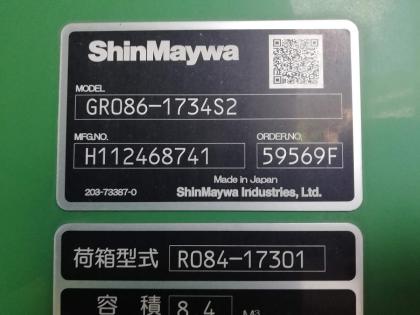 ShinMaywa
MODEL
GR086-1734S2
MFG.NO. ORDER.NO.
H112468741 59569F
Made in Japan
203-73387-0 ShinMaywa Industries, Ltd.
荷箱型式 R084-17301
容積 8.4 M³